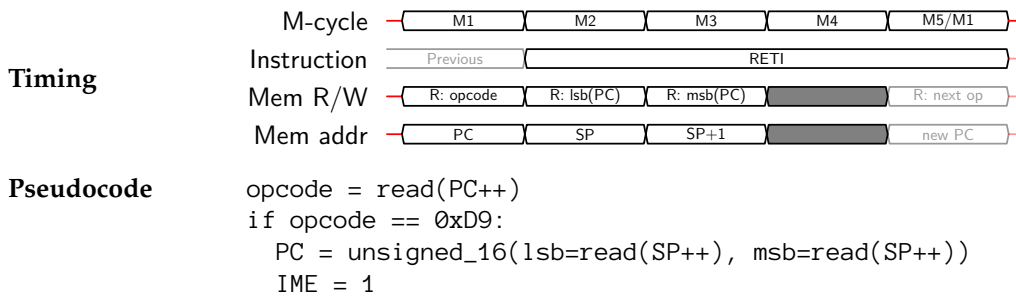 M-cycle M1 M2 M3 M4 M5/M1
Instruction Previous RETI
Timing
Mem R/W R: opcode R: lsb(PC) R: msb(PC) R: next op
Mem addr PC SP SP+1 new PC
Pseudocode opcode = read(PC++)
if opcode == 0xD9:
PC = unsigned_16(lsb=read(SP++), msb=read(SP++))
IME = 1